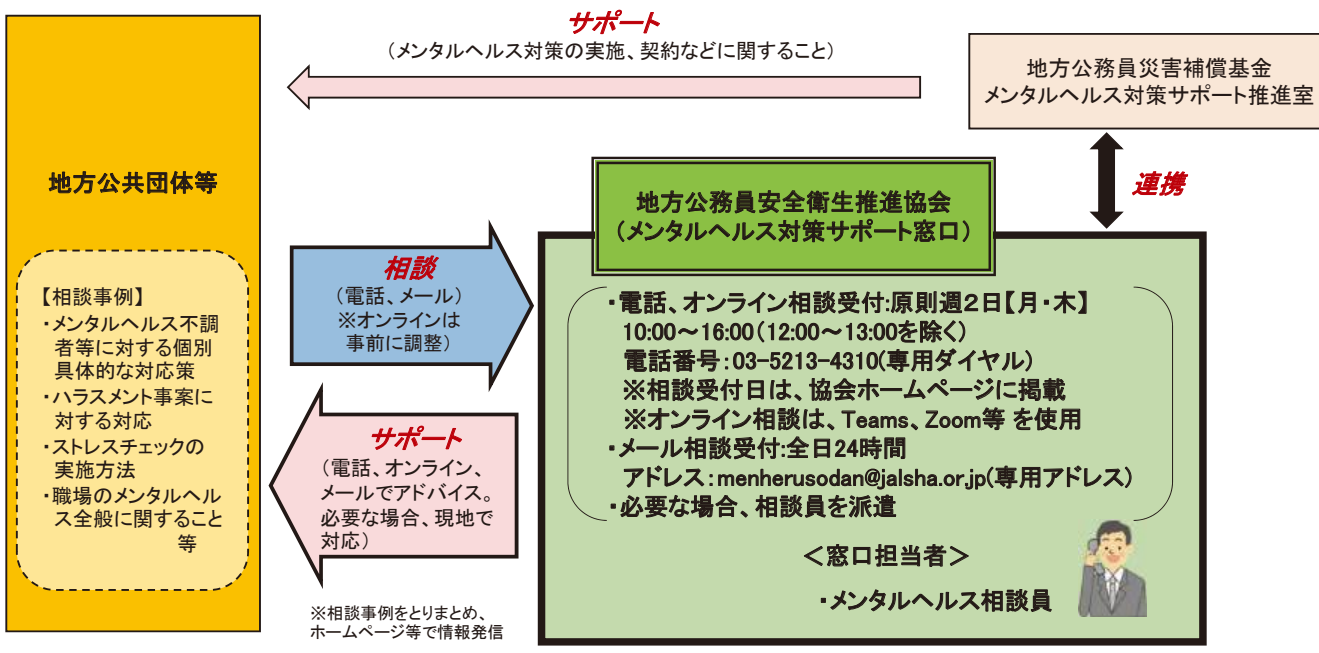 サポート
（メンタルヘルス対策の実施、契約などに関すること）
地方公務員災害補償基金
メンタルヘルス対策サポート推進室
連携
地方公共団体等
【相談事例】
・メンタルヘルス不調
者等に対する個別
具体的な対応策
・ハラスメント事案に
対する対応
・ストレスチェックの
実施方法
・職場のメンタルヘル
ス全般に関すること
等
相談
（電話、メール）
※オンラインは
事前に調整）
サポート
（電話、オンライン、
メールでアドバイス。
必要な場合、現地で
対応）
※相談事例をとりまとめ、
ホームページ等で情報発信
地方公務員安全衛生推進協会
（メンタルヘルス対策サポート窓口）
・電話、オンライン相談受付:原則週２日【月・木】
10:00～16:00（12:00～13:00を除く）
電話番号：03-5213-4310(専用ダイヤル)
※相談受付日は、協会ホームページに掲載
※オンライン相談は、Teams、Zoom等 を使用
・メール相談受付:全日24時間
アドレス：menherusodan@jalsha.or.jp(専用アドレス)
・必要な場合、相談員を派遣
＜窓口担当者＞
・メンタルヘルス相談員